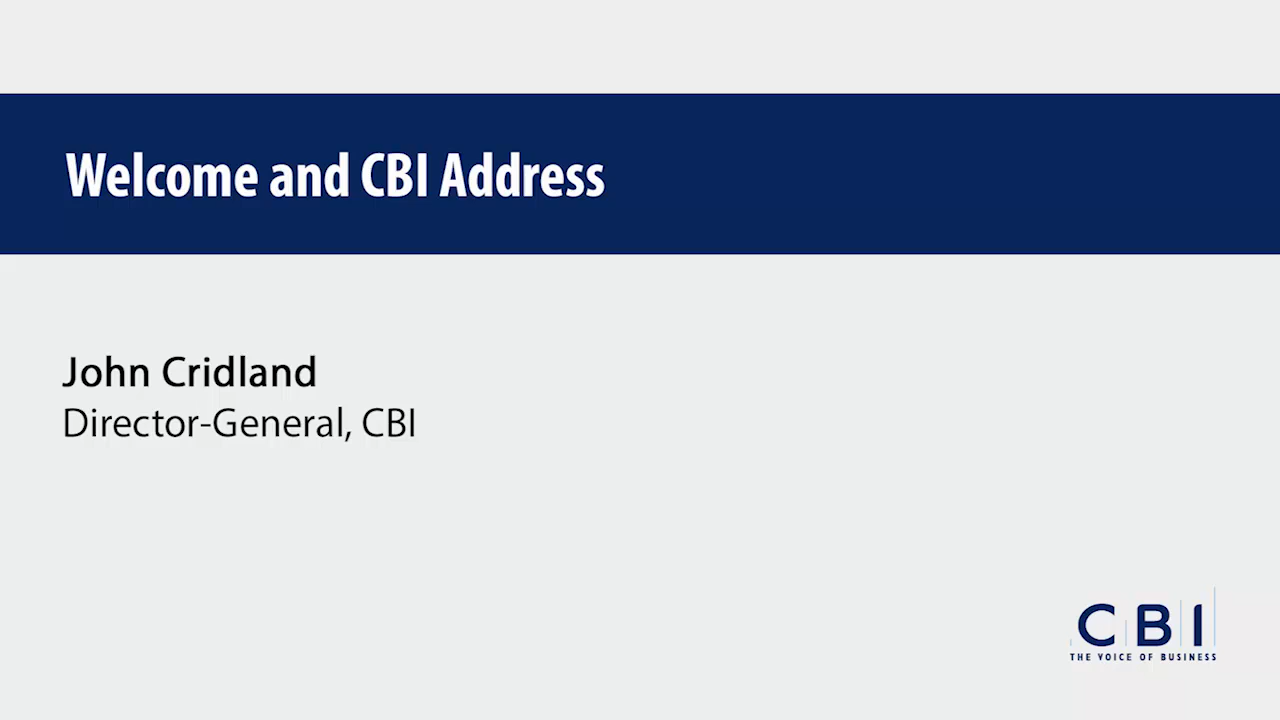 Welcome and CBI Address
John Cridland
Director-General, CBI
CBI
THE VOICE OF BUSINESS